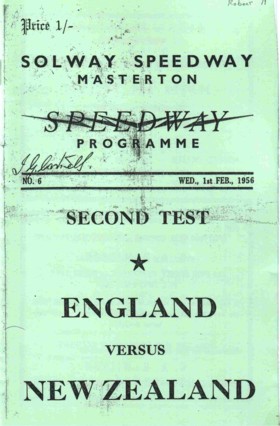 Robert
Price 1/-
SOLWAY SPEEDWAY
MASTERTON
SPEEDWAY
PROGRAMME
NO. 6 WED., 1st FEB., 1956
SECOND TEST
ENGLAND
VERSUS
NEW ZEALAND